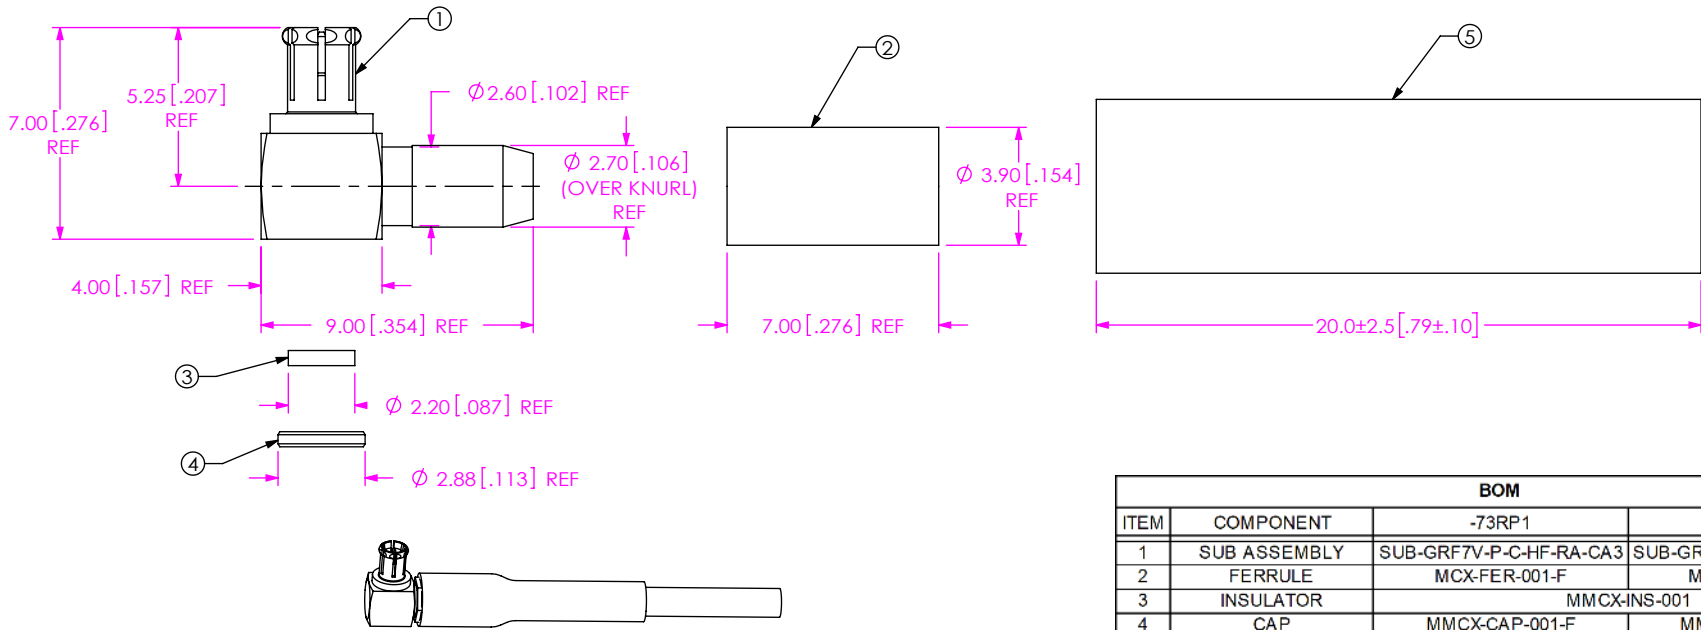 1
2
5
5.25[.207]
REF
7.00[.276]
REF
Ø2.60[.102] REF
Ø 2.70[.106]
(OVER KNURL)
REF
Ø 3.90[.154]
REF
4.00[.157] REF
9.00[.354] REF
7.00[.276] REF
20.0±2.5[.79±.10]
3
Ø 2.20[.087] REF
4
Ø 2.88[.113] REF
BOM
ITEM COMPONENT -73RP1
1 SUB ASSEMBLY SUB-GRF7V-P-C-HF-RA-CA3 SUB-GR
2 FERRULE MCX-FER-001-F M
3 INSULATOR MMCX-INS-001
4 CAP MMCX-CAP-001-F MM